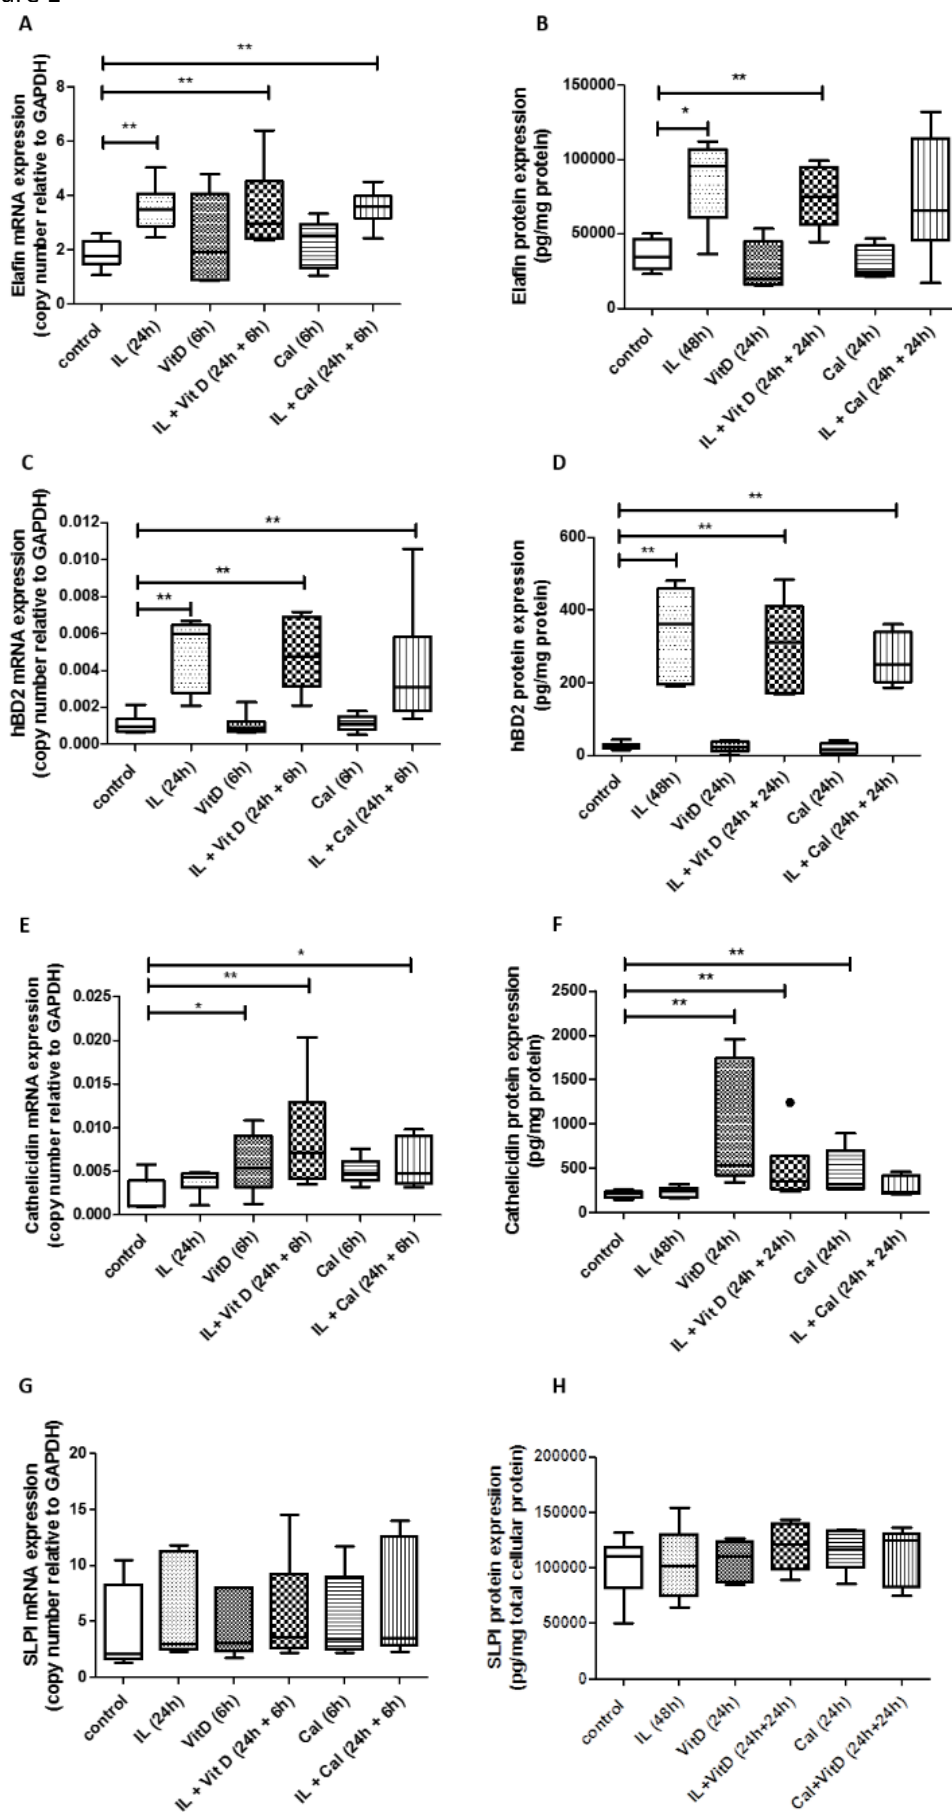 A
Elafin mRNA expression
(copy number relative to GAPDH)
**
**
**
8
6
4
2
0
control
IL (24h)
VitD (6h)
IL + Vit D (24h + 6h)
Cal (6h)
IL + Cal (24h + 6h)
B
Elafin protein expression
(pg/mg protein)
**
*
150000
100000
50000
0
control
IL (48h)
VitD (24h)
IL + Vit D (24h + 24h)
Cal (24h)
IL + Cal (24h + 24h)
C
hBD2 mRNA expression
(copy number relative to GAPDH)
**
**
**
0.012
0.010
0.008
0.006
0.004
0.002
0.000
control
IL (24h)
VitD (6h)
IL + Vit D (24h + 6h)
Cal (6h)
IL + Cal (24h + 6h)
D
hBD2 protein expression
(pg/mg protein)
**
**
**
600
400
200
0
control
IL (48h)
VitD (24h)
IL + Vit D (24h + 24h)
Cal (24h)
IL + Cal (24h + 24h)
E
Cathelicidin mRNA expression
(copy number relative to GAPDH)
*
**
*
0.025
0.020
0.015
0.010
0.005
0.000
control
IL (24h)
VitD (6h)
IL+ Vit D (24h + 6h)
Cal (6h)
IL + Cal (24h + 6h)
F
Cathelicidin protein expression
(pg/mg protein)
**
**
**
2500
2000
1500
1000
500
0
control
IL (48h)
VitD (24h)
IL + Vit D (24h + 24h)
Cal (24h)
IL + Cal (24h + 24h)
G
SLPI mRNA expression
(copy number relative to GAPDH)
20
15
10
5
0
control
IL (24h)
VitD (6h)
IL + Vit D (24h + 6h)
Cal (6h)
IL + Cal (24h + 6h)
H
SLPI protein expresiion
(pg/mg total cellular protein)
200000
150000
100000
50000
0
control
IL (48h)
VitD (24h)
IL+VitD (24h+24h)
Cal (24h)
Cal+VitD (24h+24h)